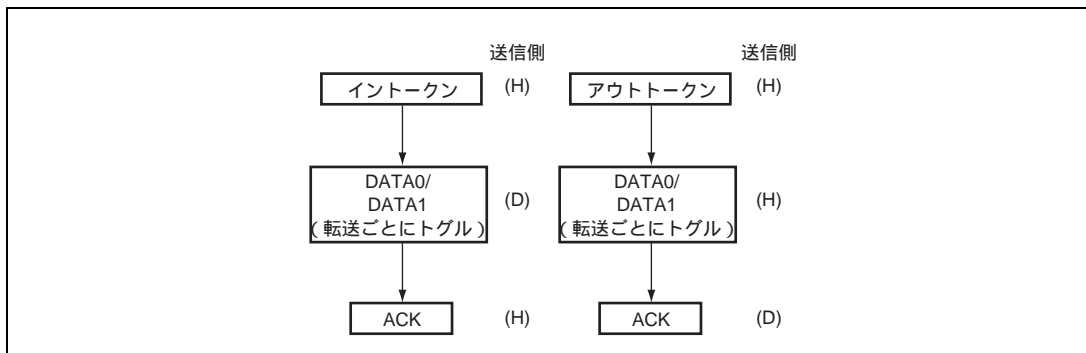 送信側 送信側
イントークン (H) アウトトークン (H)
DATA0/ DATA0/
DATA1 (D) DATA1 (H)
(転送ごとにトグル) (転送ごとにトグル)
ACK (H) ACK (D)